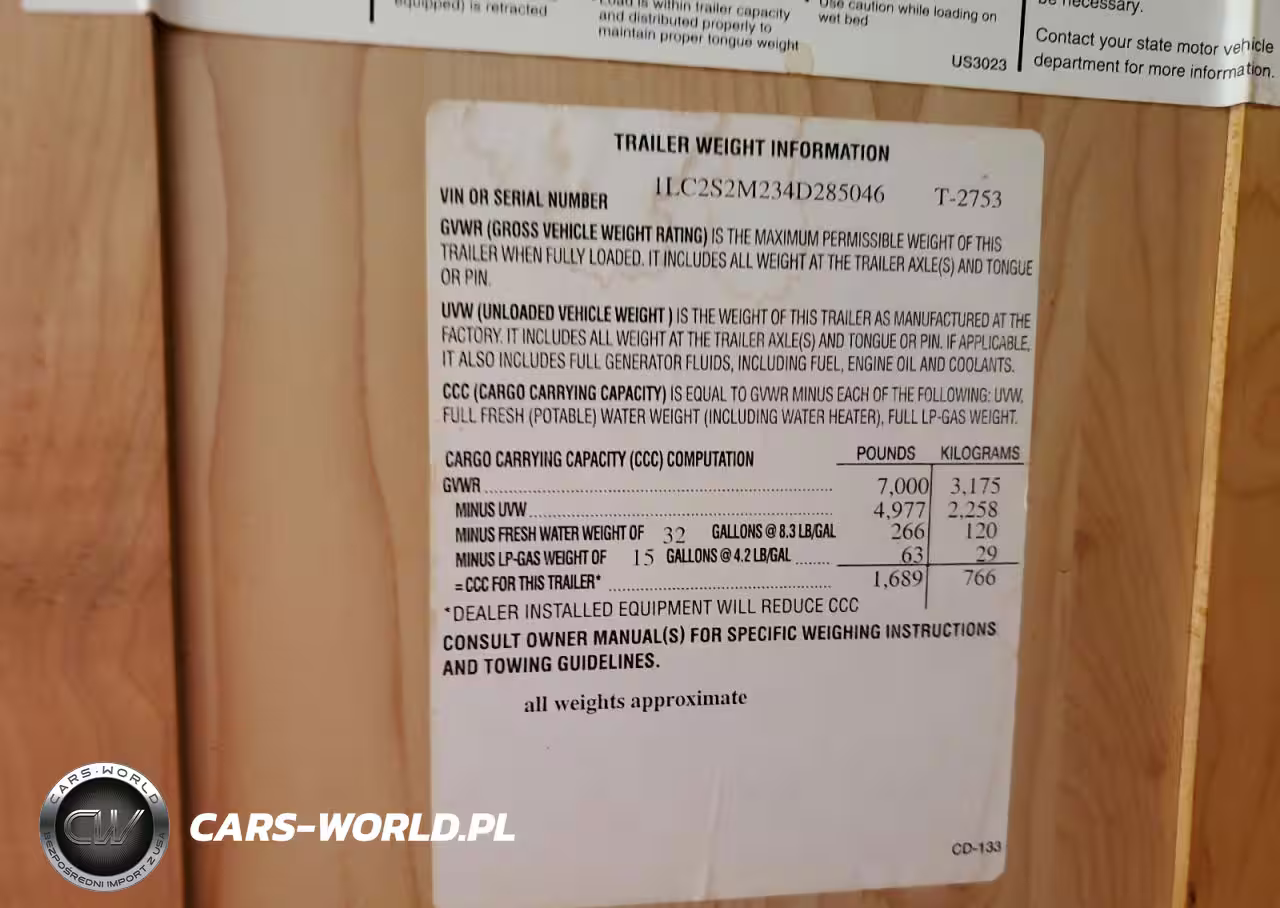 equipped) is retracted
Load is within trailer capacity
and distributed properly to
maintain proper tongue weight
Use caution while loading on
wet bed
US3023
be necessary.
Contact your state motor vehicle
department for more information.
TRAILER WEIGHT INFORMATION
VIN OR SERIAL NUMBER 1LC2S2M234D285046 T-2753
GVWR (GROSS VEHICLE WEIGHT RATING) IS THE MAXIMUM PERMISSIBLE WEIGHT OF THIS
TRAILER WHEN FULLY LOADED. IT INCLUDES ALL WEIGHT AT THE TRAILER AXLE(S) AND TONGUE
OR PIN.
UVW (UNLOADED VEHICLE WEIGHT ) IS THE WEIGHT OF THIS TRAILER AS MANUFACTURED AT THE
FACTORY. IT INCLUDES ALL WEIGHT AT THE TRAILER AXLE(S) AND TONGUE OR PIN. IF APPLICABLE,
IT ALSO INCLUDES FULL GENERATOR FLUIDS, INCLUDING FUEL, ENGINE OIL AND COOLANTS.
CCC (CARGO CARRYING CAPACITY) IS EQUAL TO GVWR MINUS EACH OF THE FOLLOWING: UVW,
FULL FRESH (POTABLE) WATER WEIGHT (INCLUDING WATER HEATER), FULL LP-GAS WEIGHT.
CARGO CARRYING CAPACITY (CCC) COMPUTATION POUNDS KILOGRAMS
GVWR 7,000 3,175
MINUS UVW 4,977 2,258
MINUS FRESH WATER WEIGHT OF 32 GALLONS @ 8.3 LB/GAL 266 120
MINUS LP-GAS WEIGHT OF 15 GALLONS @ 4.2 LB/GAL 63 29
= CCC FOR THIS TRAILER* 1,689 766
*DEALER INSTALLED EQUIPMENT WILL REDUCE CCC
CONSULT OWNER MANUAL(S) FOR SPECIFIC WEIGHING INSTRUCTIONS
AND TOWING GUIDELINES.
all weights approximate
CD-133
CARS-WORLD
CW
BEZPOŚREDNI IMPORT Z USA
CARS-WORLD.PL